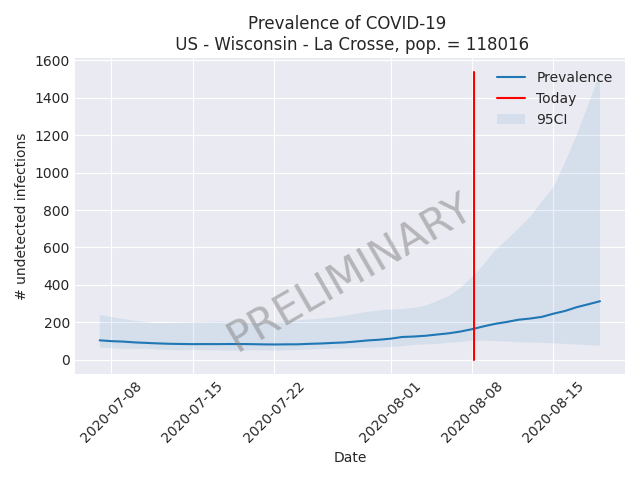 Prevalence of COVID-19
US - Wisconsin - La Crosse, pop. = 118016
1600
1400
1200
1000
800
600
400
200
0
# undetected infections
Prevalence
Today
95CI
PRELIMINARY
2020-07-08
2020-07-15
2020-07-22
2020-08-01
2020-08-08
2020-08-15
Date